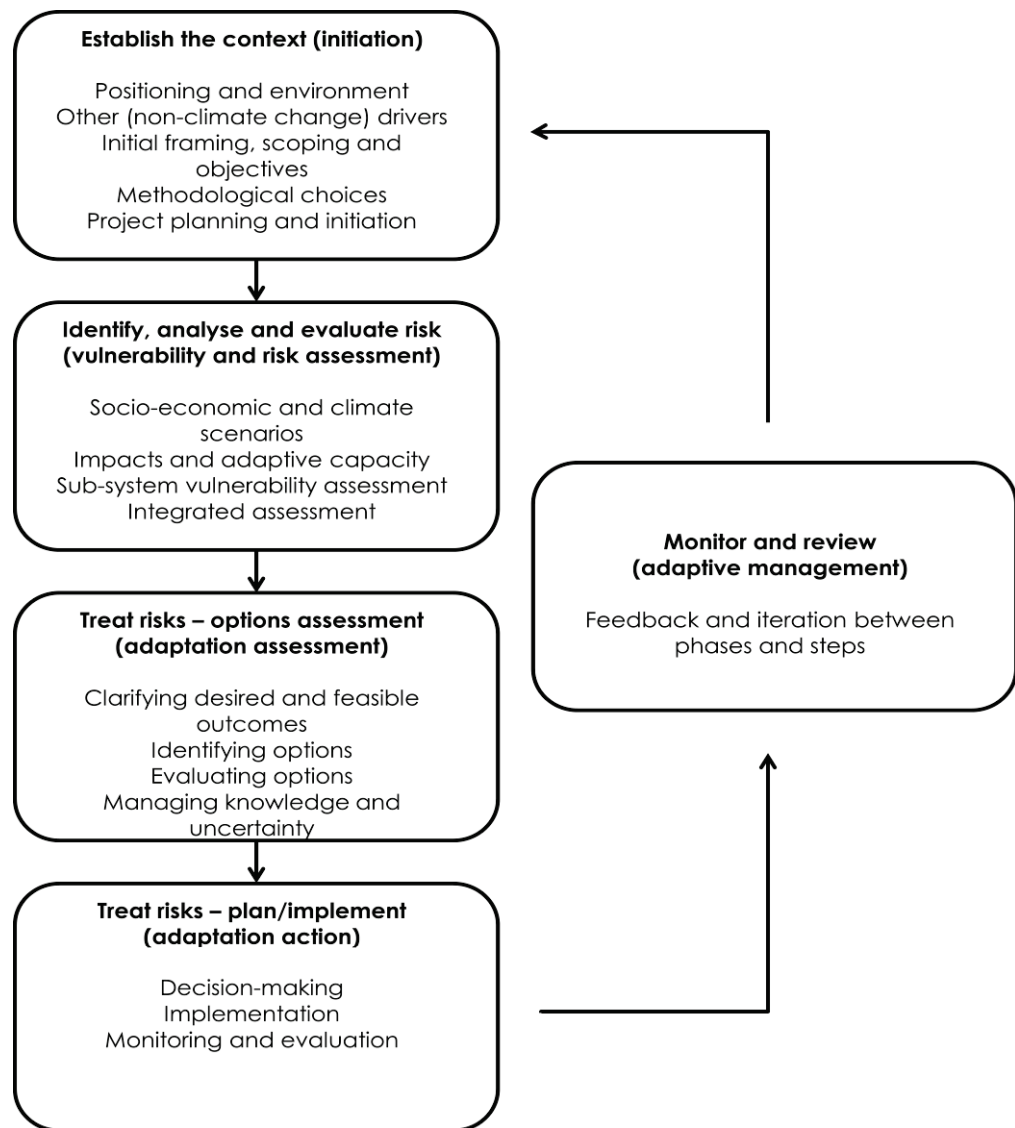 Establish the context (initiation)
Positioning and environment
Other (non-climate change) drivers
Initial framing, scoping and
objectives
Methodological choices
Project planning and initiation
Identify, analyse and evaluate risk
(vulnerability and risk assessment)
Socio-economic and climate
scenarios
Impacts and adaptive capacity
Sub-system vulnerability assessment
Integrated assessment
Treat risks – options assessment
(adaptation assessment)
Clarifying desired and feasible
outcomes
Identifying options
Evaluating options
Managing knowledge and
uncertainty
Treat risks – plan/implement
(adaptation action)
Decision-making
Implementation
Monitoring and evaluation
Monitor and review
(adaptive management)
Feedback and iteration between
phases and steps